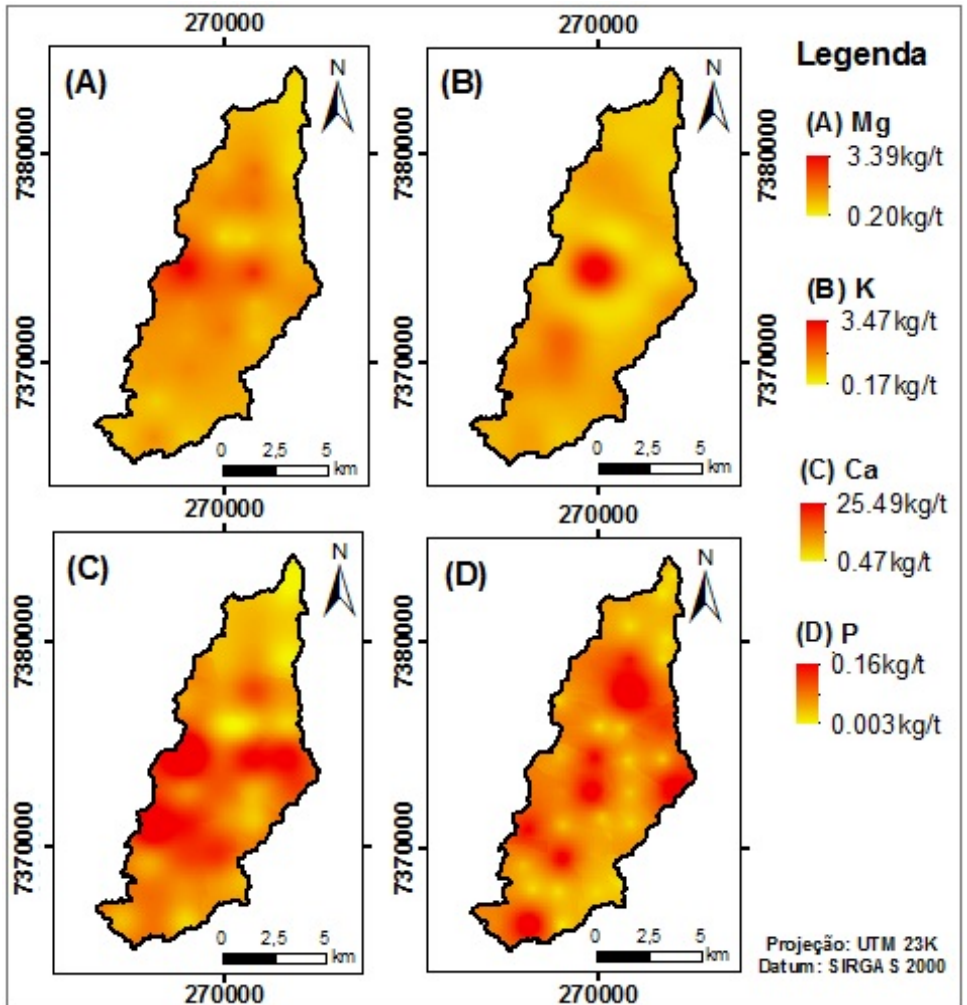 270000
270000
Legenda
(A)
N
(B)
N
(A) Mg
3.39kg/t
0.20kg/t
7380000
7380000
7380000
(B) K
3.47kg/t
0.17kg/t
7370000
7370000
7370000
0 2,5 5
km
0 2,5 5
km
270000
270000
(C) Ca
25.49kg/t
0.47kg/t
(C)
N
(D)
N
(D) P
0.16kg/t
0.003kg/t
7380000
7380000
7370000
7370000
0 2,5 5
km
0 2,5 5
km
Projeção: UTM 23K
Datum: SIRGAS 2000
270000
270000